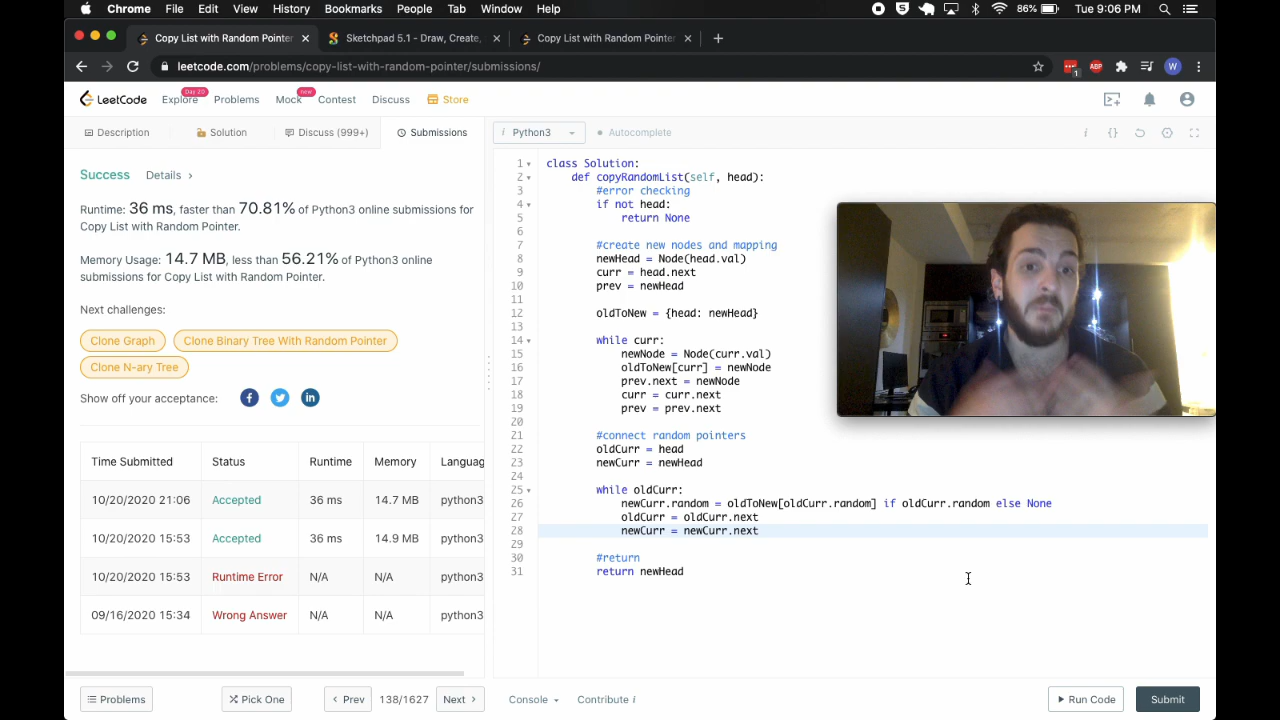 Chrome File Edit View History Bookmarks People Tab Window Help 86% Tue 9:06 PM
Copy List with Random Pointer Sketchpad 5.1 - Draw, Create, Copy List with Random Pointer
leetcode.com/problems/copy-list-with-random-pointer/submissions/ 1 ABP W
LeetCode Explore Day 20 Problems Mock new Contest Discuss Store
Description Solution Discuss (999+) Submissions
i Python3 Autocomplete i {}
Success Details >
Runtime: 36 ms, faster than 70.81% of Python3 online submissions for
Copy List with Random Pointer.
Memory Usage: 14.7 MB, less than 56.21% of Python3 online
submissions for Copy List with Random Pointer.
Next challenges:
Clone Graph Clone Binary Tree With Random Pointer
Clone N-ary Tree
Show off your acceptance:
Time Submitted Status Runtime Memory Languag
10/20/2020 21:06 Accepted 36 ms 14.7 MB python3
10/20/2020 15:53 Accepted 36 ms 14.9 MB python3
10/20/2020 15:53 Runtime Error N/A N/A python3
09/16/2020 15:34 Wrong Answer N/A N/A python3
1 class Solution:
2 def copyRandomList(self, head):
3 #error checking
4 if not head:
5 return None
6
7 #create new nodes and mapping
8 newHead = Node(head.val)
9 curr = head.next
10 prev = newHead
11
12 oldToNew = {head: newHead}
13
14 while curr:
15 newNode = Node(curr.val)
16 oldToNew[curr] = newNode
17 prev.next = newNode
18 curr = curr.next
19 prev = prev.next
20
21 #connect random pointers
22 oldCurr = head
23 newCurr = newHead
24
25 while oldCurr:
26 newCurr.random = oldToNew[oldCurr.random] if oldCurr.random else None
27 oldCurr = oldCurr.next
28 newCurr = newCurr.next
29
30 #return
31 return newHead
Problems Pick One < Prev 138/1627 Next > Console Contribute i Run Code Submit